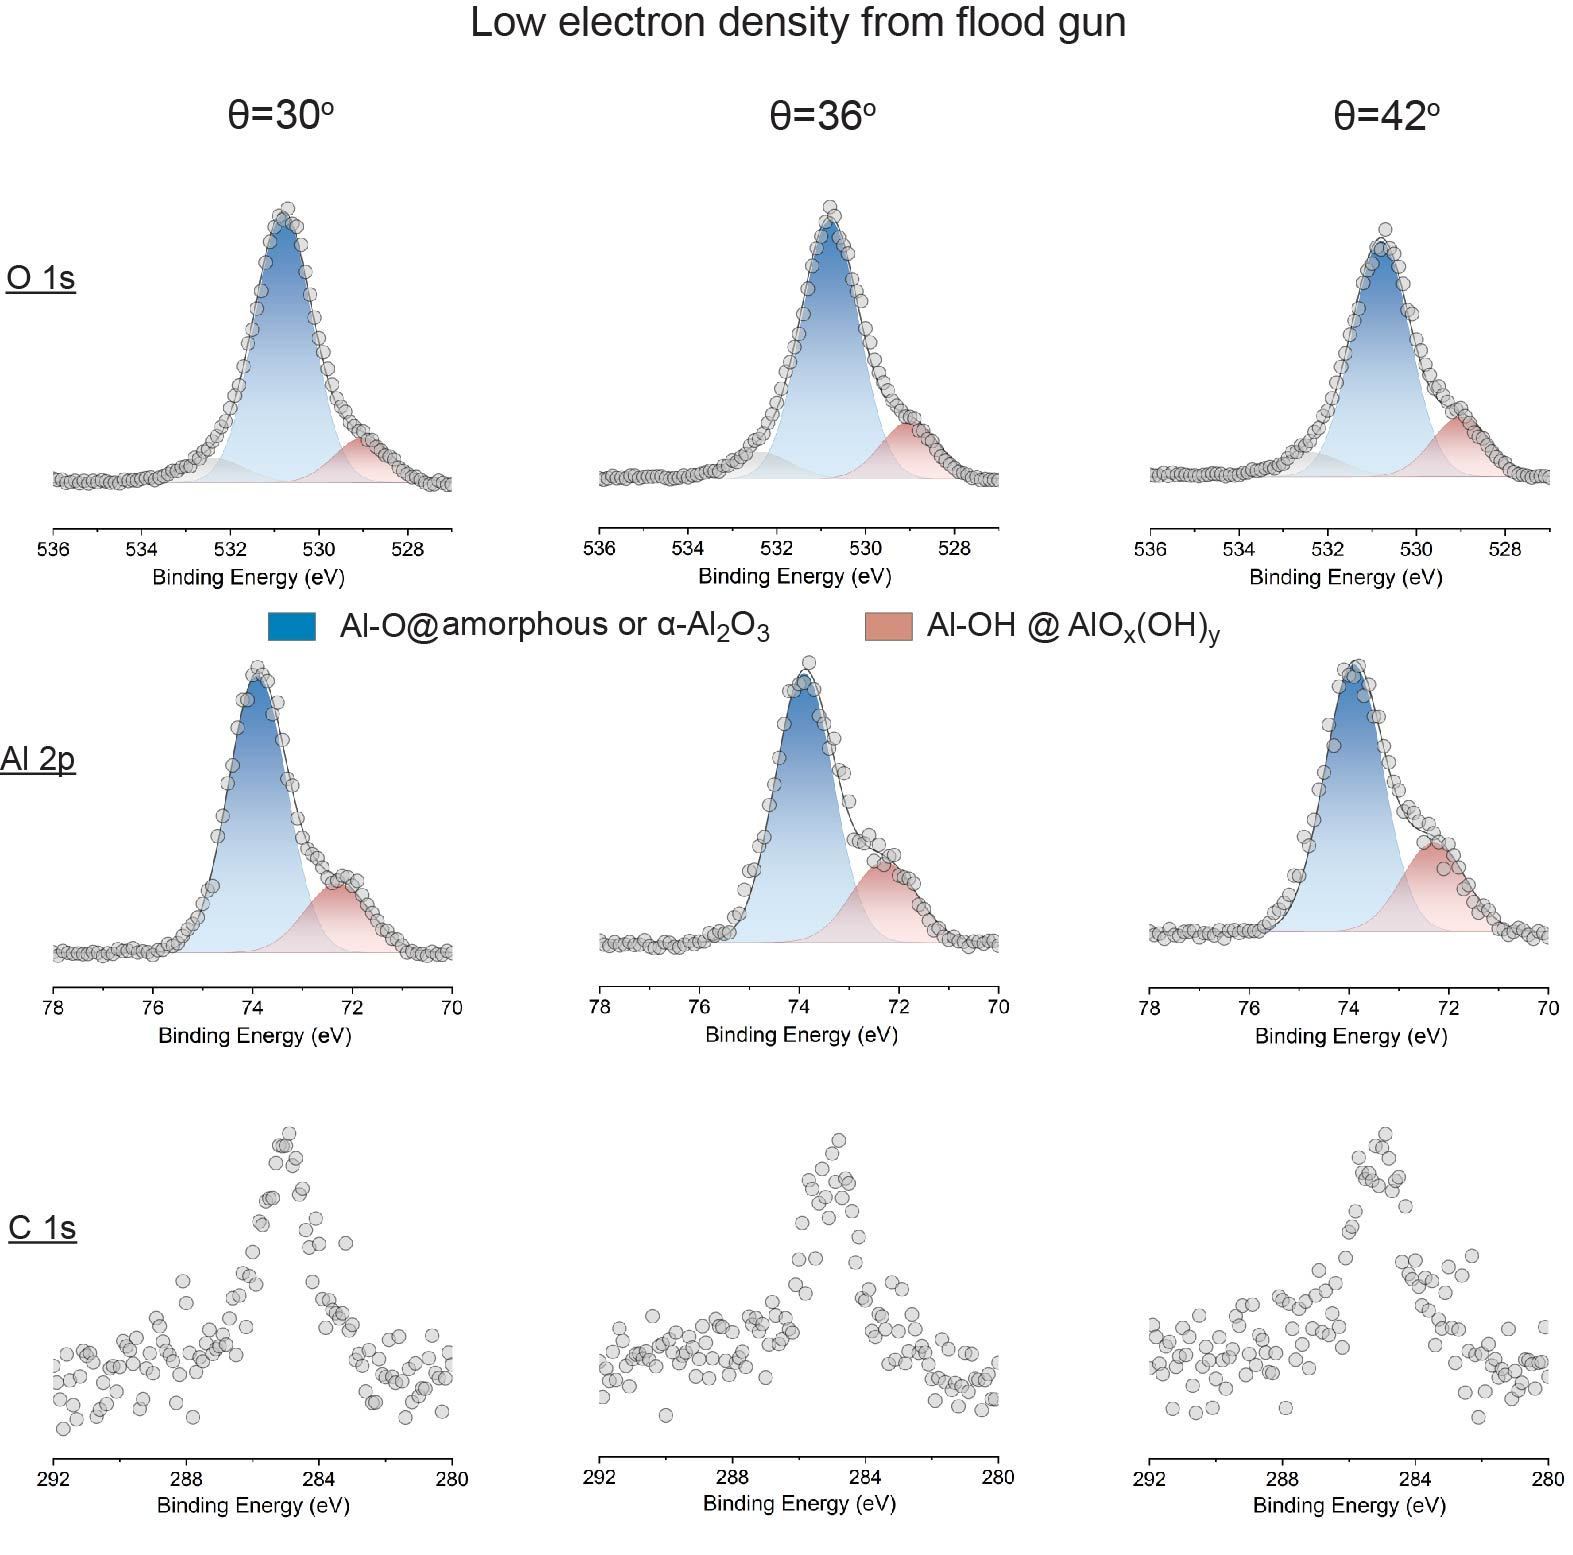 Low electron density from flood gun
θ=30º θ=36º θ=42º
O 1s
536 534 532 530 528 536 534 532 530 528 536 534 532 530 528
Binding Energy (eV) Binding Energy (eV) Binding Energy (eV)
Al-O@amorphous or α-Al₂O₃ Al-OH @ AlOₓ(OH)y
Al 2p
78 76 74 72 70 78 76 74 72 70 78 76 74 72 70
Binding Energy (eV) Binding Energy (eV) Binding Energy (eV)
C 1s
292 288 284 280 292 288 284 280 292 288 284 280
Binding Energy (eV) Binding Energy (eV) Binding Energy (eV)